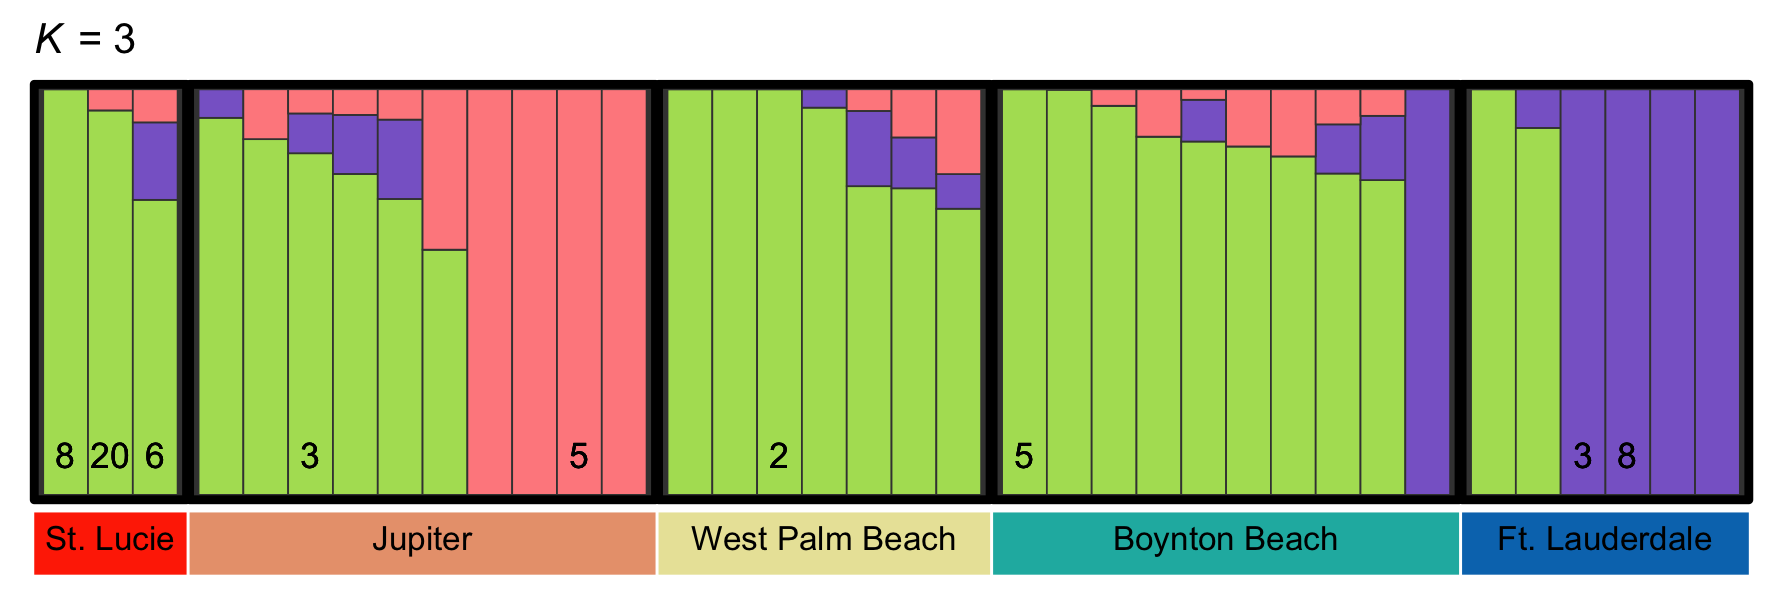 K = 3
8 20 6 3 5 2 5 3 8
St. Lucie Jupiter West Palm Beach Boynton Beach Ft. Lauderdale